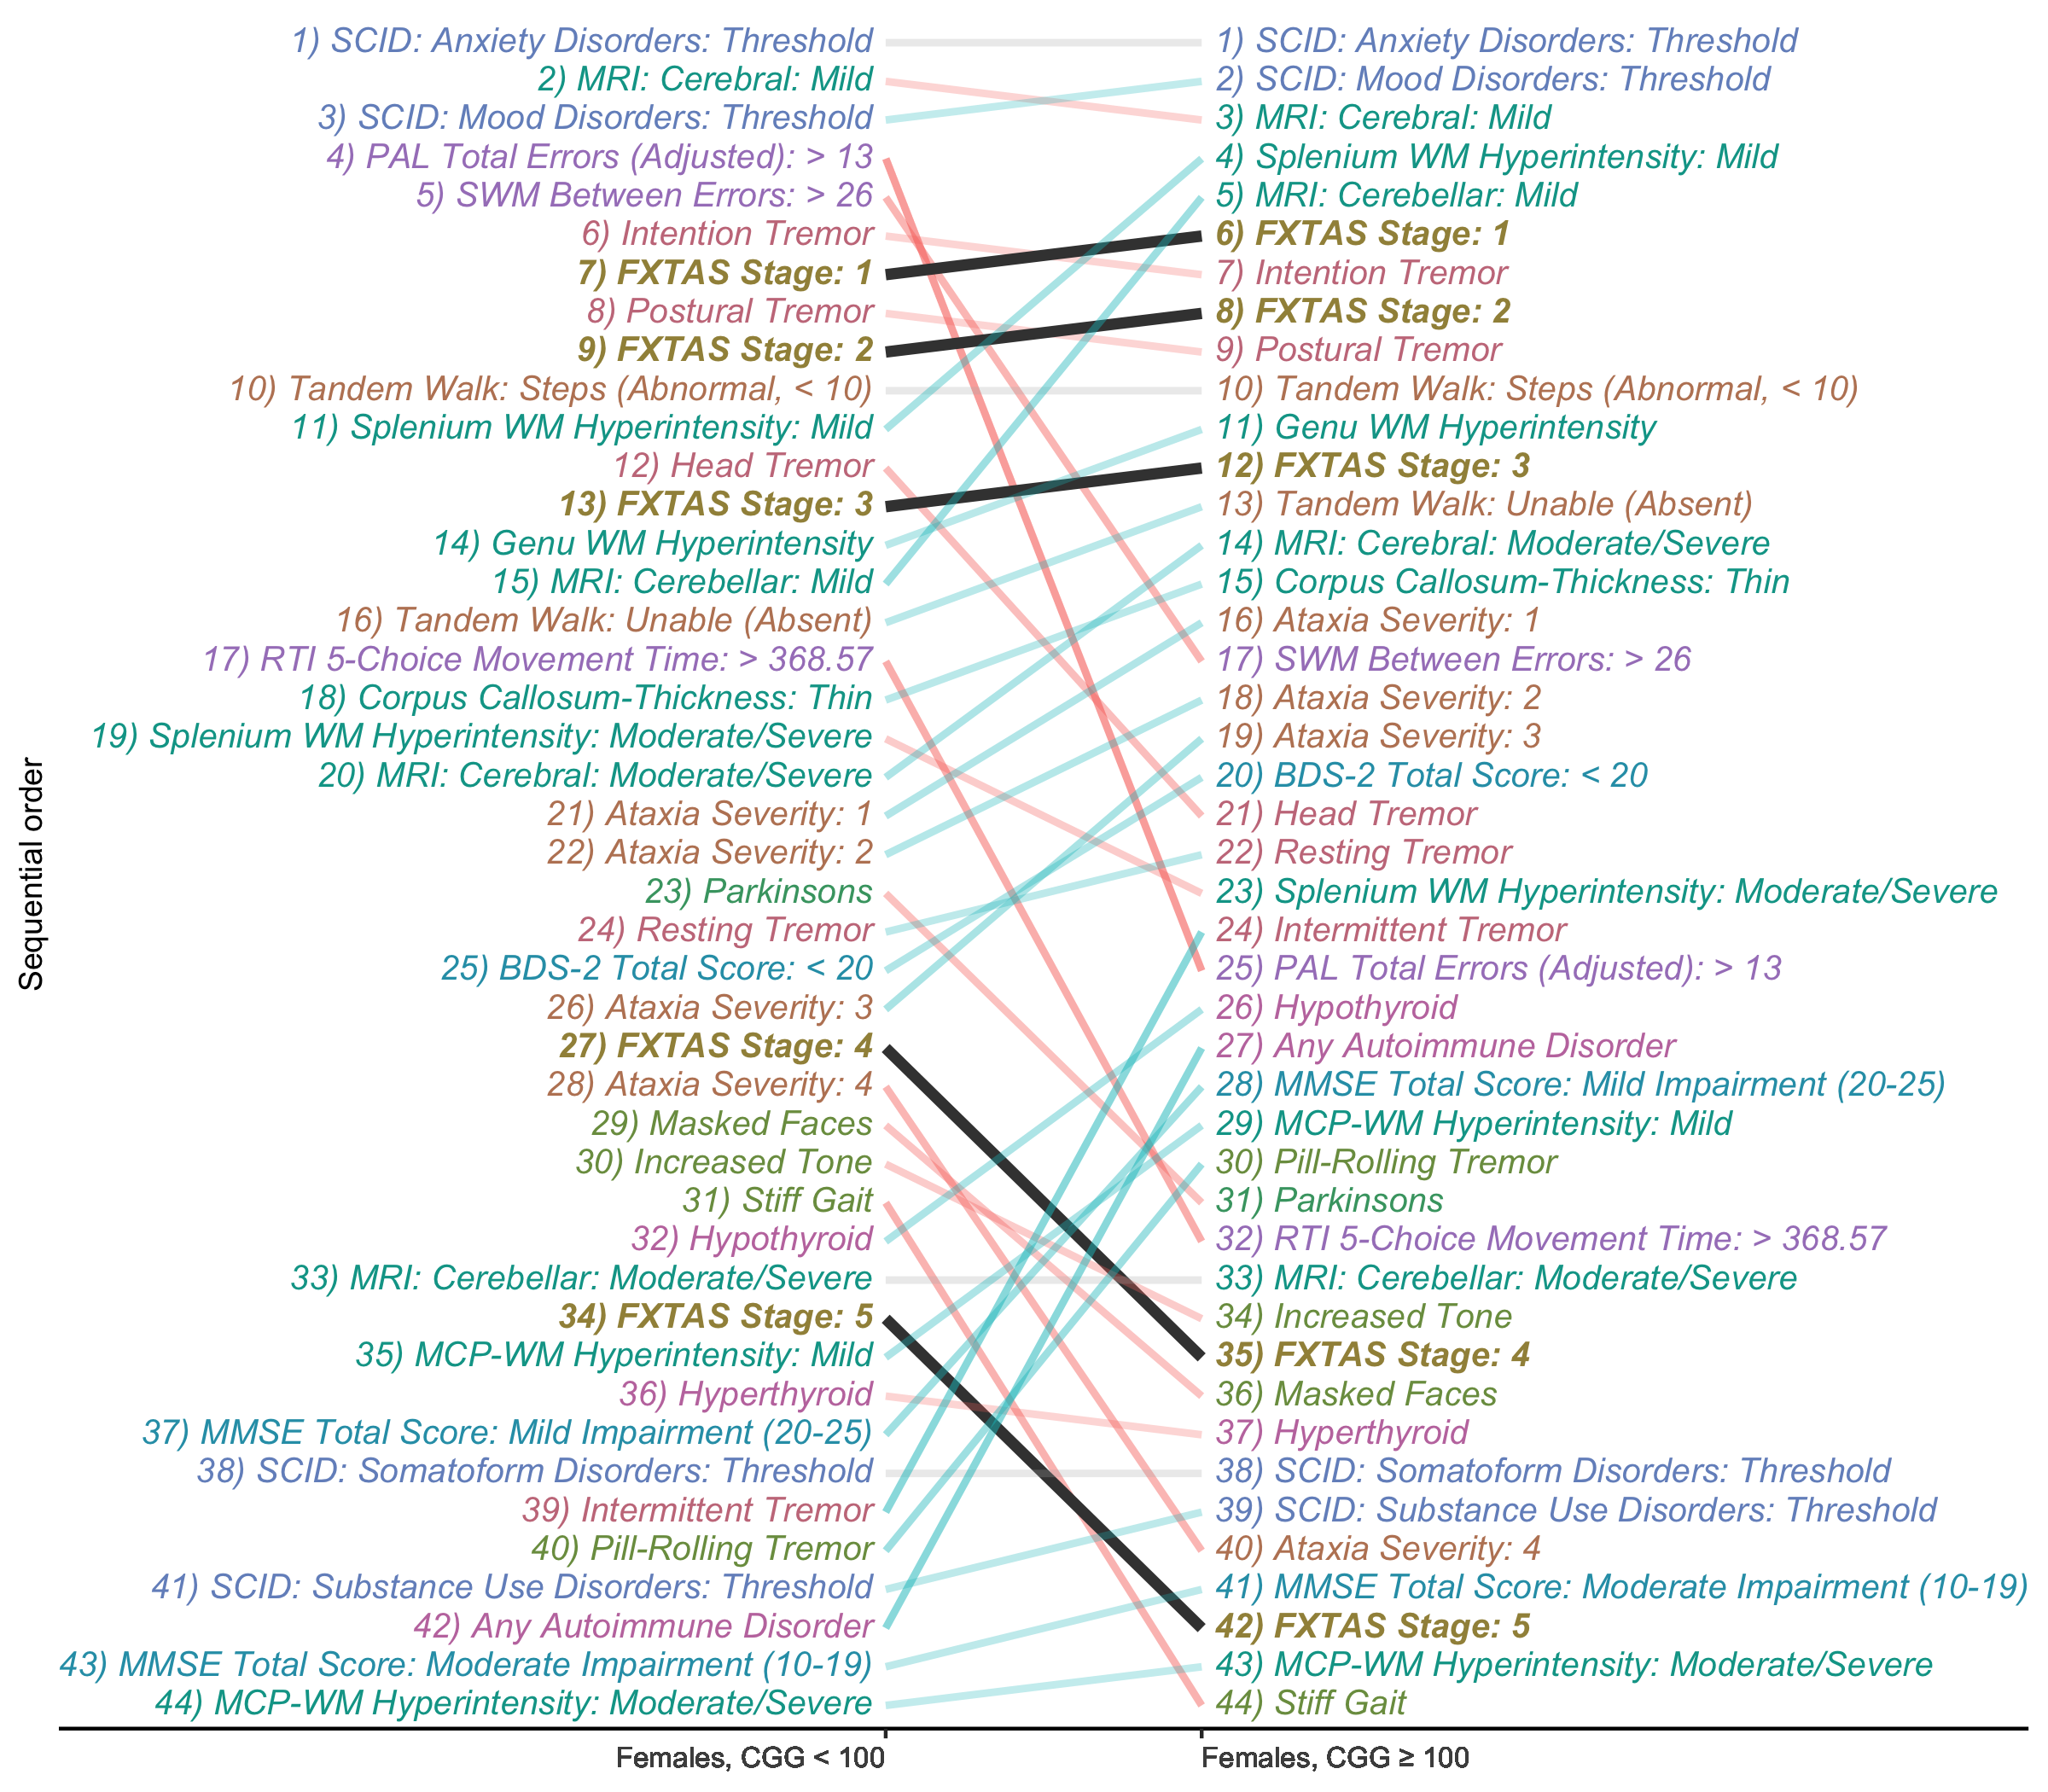 Sequential order
1) SCID: Anxiety Disorders: Threshold
2) MRI: Cerebral: Mild
3) SCID: Mood Disorders: Threshold
4) PAL Total Errors (Adjusted): > 13
5) SWM Between Errors: > 26
6) Intention Tremor
7) FXTAS Stage: 1
8) Postural Tremor
9) FXTAS Stage: 2
10) Tandem Walk: Steps (Abnormal, < 10)
11) Splenium WM Hyperintensity: Mild
12) Head Tremor
13) FXTAS Stage: 3
14) Genu WM Hyperintensity
15) MRI: Cerebellar: Mild
16) Tandem Walk: Unable (Absent)
17) RTI 5-Choice Movement Time: > 368.57
18) Corpus Callosum-Thickness: Thin
19) Splenium WM Hyperintensity: Moderate/Severe
20) MRI: Cerebral: Moderate/Severe
21) Ataxia Severity: 1
22) Ataxia Severity: 2
23) Parkinsons
24) Resting Tremor
25) BDS-2 Total Score: < 20
26) Ataxia Severity: 3
27) FXTAS Stage: 4
28) Ataxia Severity: 4
29) Masked Faces
30) Increased Tone
31) Stiff Gait
32) Hypothyroid
33) MRI: Cerebellar: Moderate/Severe
34) FXTAS Stage: 5
35) MCP-WM Hyperintensity: Mild
36) Hyperthyroid
37) MMSE Total Score: Mild Impairment (20-25)
38) SCID: Somatoform Disorders: Threshold
39) Intermittent Tremor
40) Pill-Rolling Tremor
41) SCID: Substance Use Disorders: Threshold
42) Any Autoimmune Disorder
43) MMSE Total Score: Moderate Impairment (10-19)
44) MCP-WM Hyperintensity: Moderate/Severe
Females, CGG < 100
1) SCID: Anxiety Disorders: Threshold
2) SCID: Mood Disorders: Threshold
3) MRI: Cerebral: Mild
4) Splenium WM Hyperintensity: Mild
5) MRI: Cerebellar: Mild
6) FXTAS Stage: 1
7) Intention Tremor
8) FXTAS Stage: 2
9) Postural Tremor
10) Tandem Walk: Steps (Abnormal, < 10)
11) Genu WM Hyperintensity
12) FXTAS Stage: 3
13) Tandem Walk: Unable (Absent)
14) MRI: Cerebral: Moderate/Severe
15) Corpus Callosum-Thickness: Thin
16) Ataxia Severity: 1
17) SWM Between Errors: > 26
18) Ataxia Severity: 2
19) Ataxia Severity: 3
20) BDS-2 Total Score: < 20
21) Head Tremor
22) Resting Tremor
23) Splenium WM Hyperintensity: Moderate/Severe
24) Intermittent Tremor
25) PAL Total Errors (Adjusted): > 13
26) Hypothyroid
27) Any Autoimmune Disorder
28) MMSE Total Score: Mild Impairment (20-25)
29) MCP-WM Hyperintensity: Mild
30) Pill-Rolling Tremor
31) Parkinsons
32) RTI 5-Choice Movement Time: > 368.57
33) MRI: Cerebellar: Moderate/Severe
34) Increased Tone
35) FXTAS Stage: 4
36) Masked Faces
37) Hyperthyroid
38) SCID: Somatoform Disorders: Threshold
39) SCID: Substance Use Disorders: Threshold
40) Ataxia Severity: 4
41) MMSE Total Score: Moderate Impairment (10-19)
42) FXTAS Stage: 5
43) MCP-WM Hyperintensity: Moderate/Severe
44) Stiff Gait
Females, CGG ≥ 100